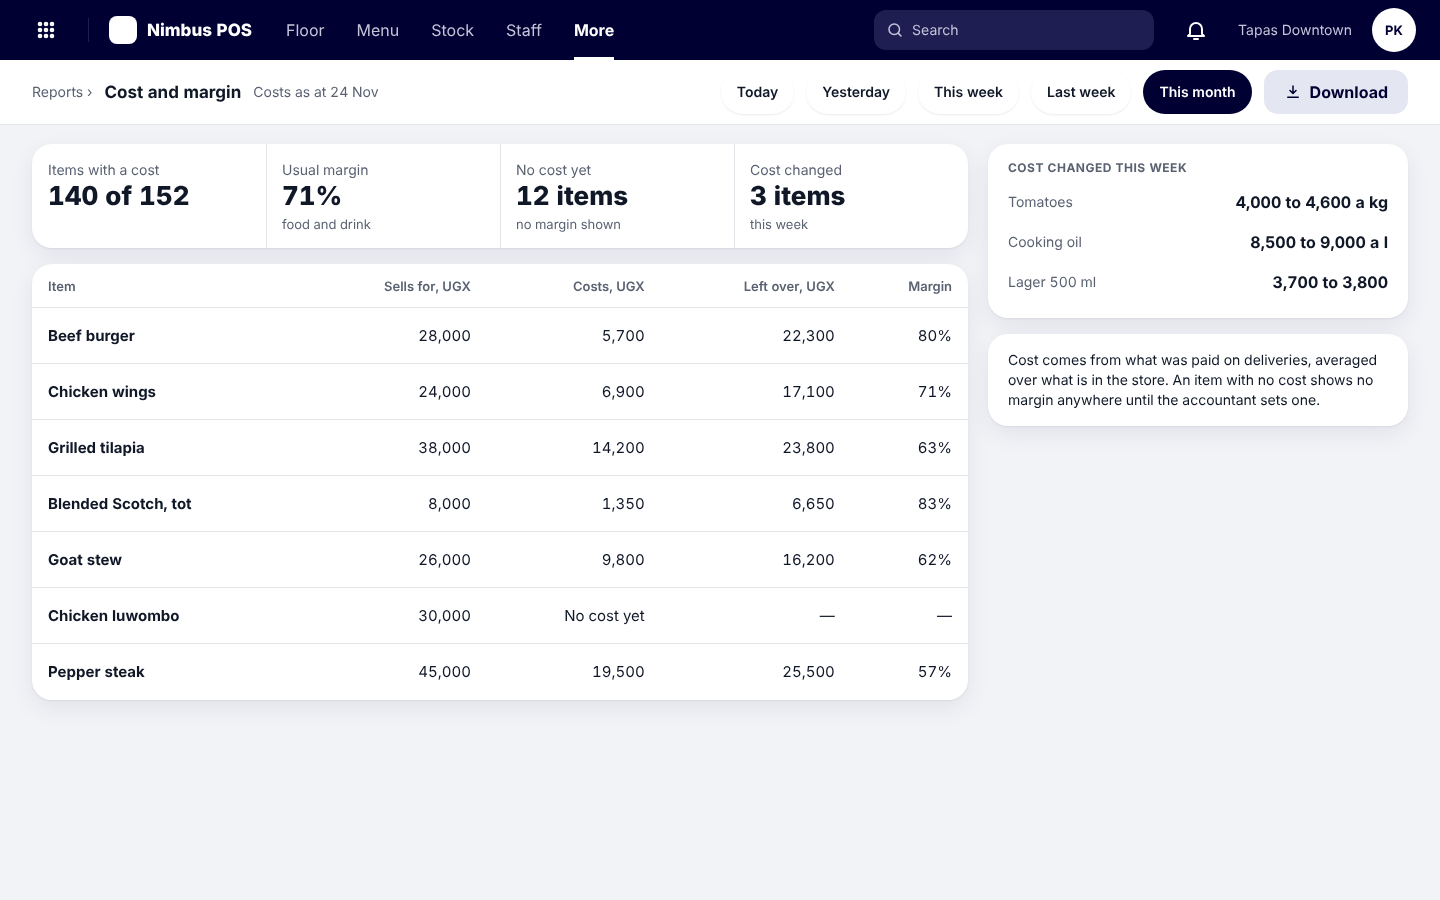 Nimbus POS Floor Menu Stock Staff More Search Tapas Downtown PK
Reports › Cost and margin Costs as at 24 Nov Today Yesterday This week Last week This month Download
Items with a cost
140 of 152
Usual margin
71%
food and drink
No cost yet
12 items
no margin shown
Cost changed
3 items
this week
Item Sells for, UGX Costs, UGX Left over, UGX Margin
Beef burger 28,000 5,700 22,300 80%
Chicken wings 24,000 6,900 17,100 71%
Grilled tilapia 38,000 14,200 23,800 63%
Blended Scotch, tot 8,000 1,350 6,650 83%
Goat stew 26,000 9,800 16,200 62%
Chicken luwombo 30,000 No cost yet — —
Pepper steak 45,000 19,500 25,500 57%
COST CHANGED THIS WEEK
Tomatoes 4,000 to 4,600 a kg
Cooking oil 8,500 to 9,000 a l
Lager 500 ml 3,700 to 3,800
Cost comes from what was paid on deliveries, averaged
over what is in the store. An item with no cost shows no
margin anywhere until the accountant sets one.